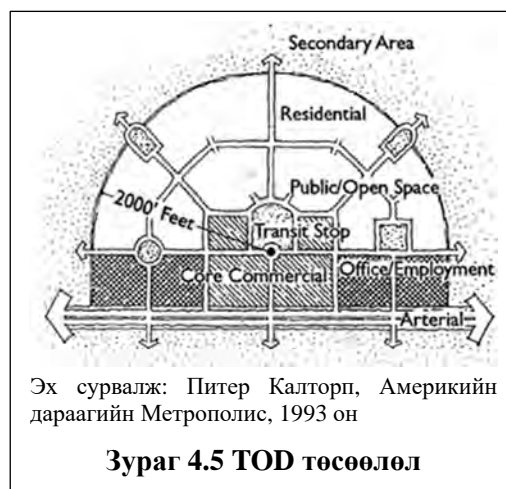 Secondary Area
Residential
Public/Open Space
2000' Feet
Transit Stop
Core Commercial
Office/Employment
Arterial
Эх сурвалж: Питер Калторп, Америкийн
дараагийн Метрополис, 1993 он
Зураг 4.5 TOD төсөөлөл